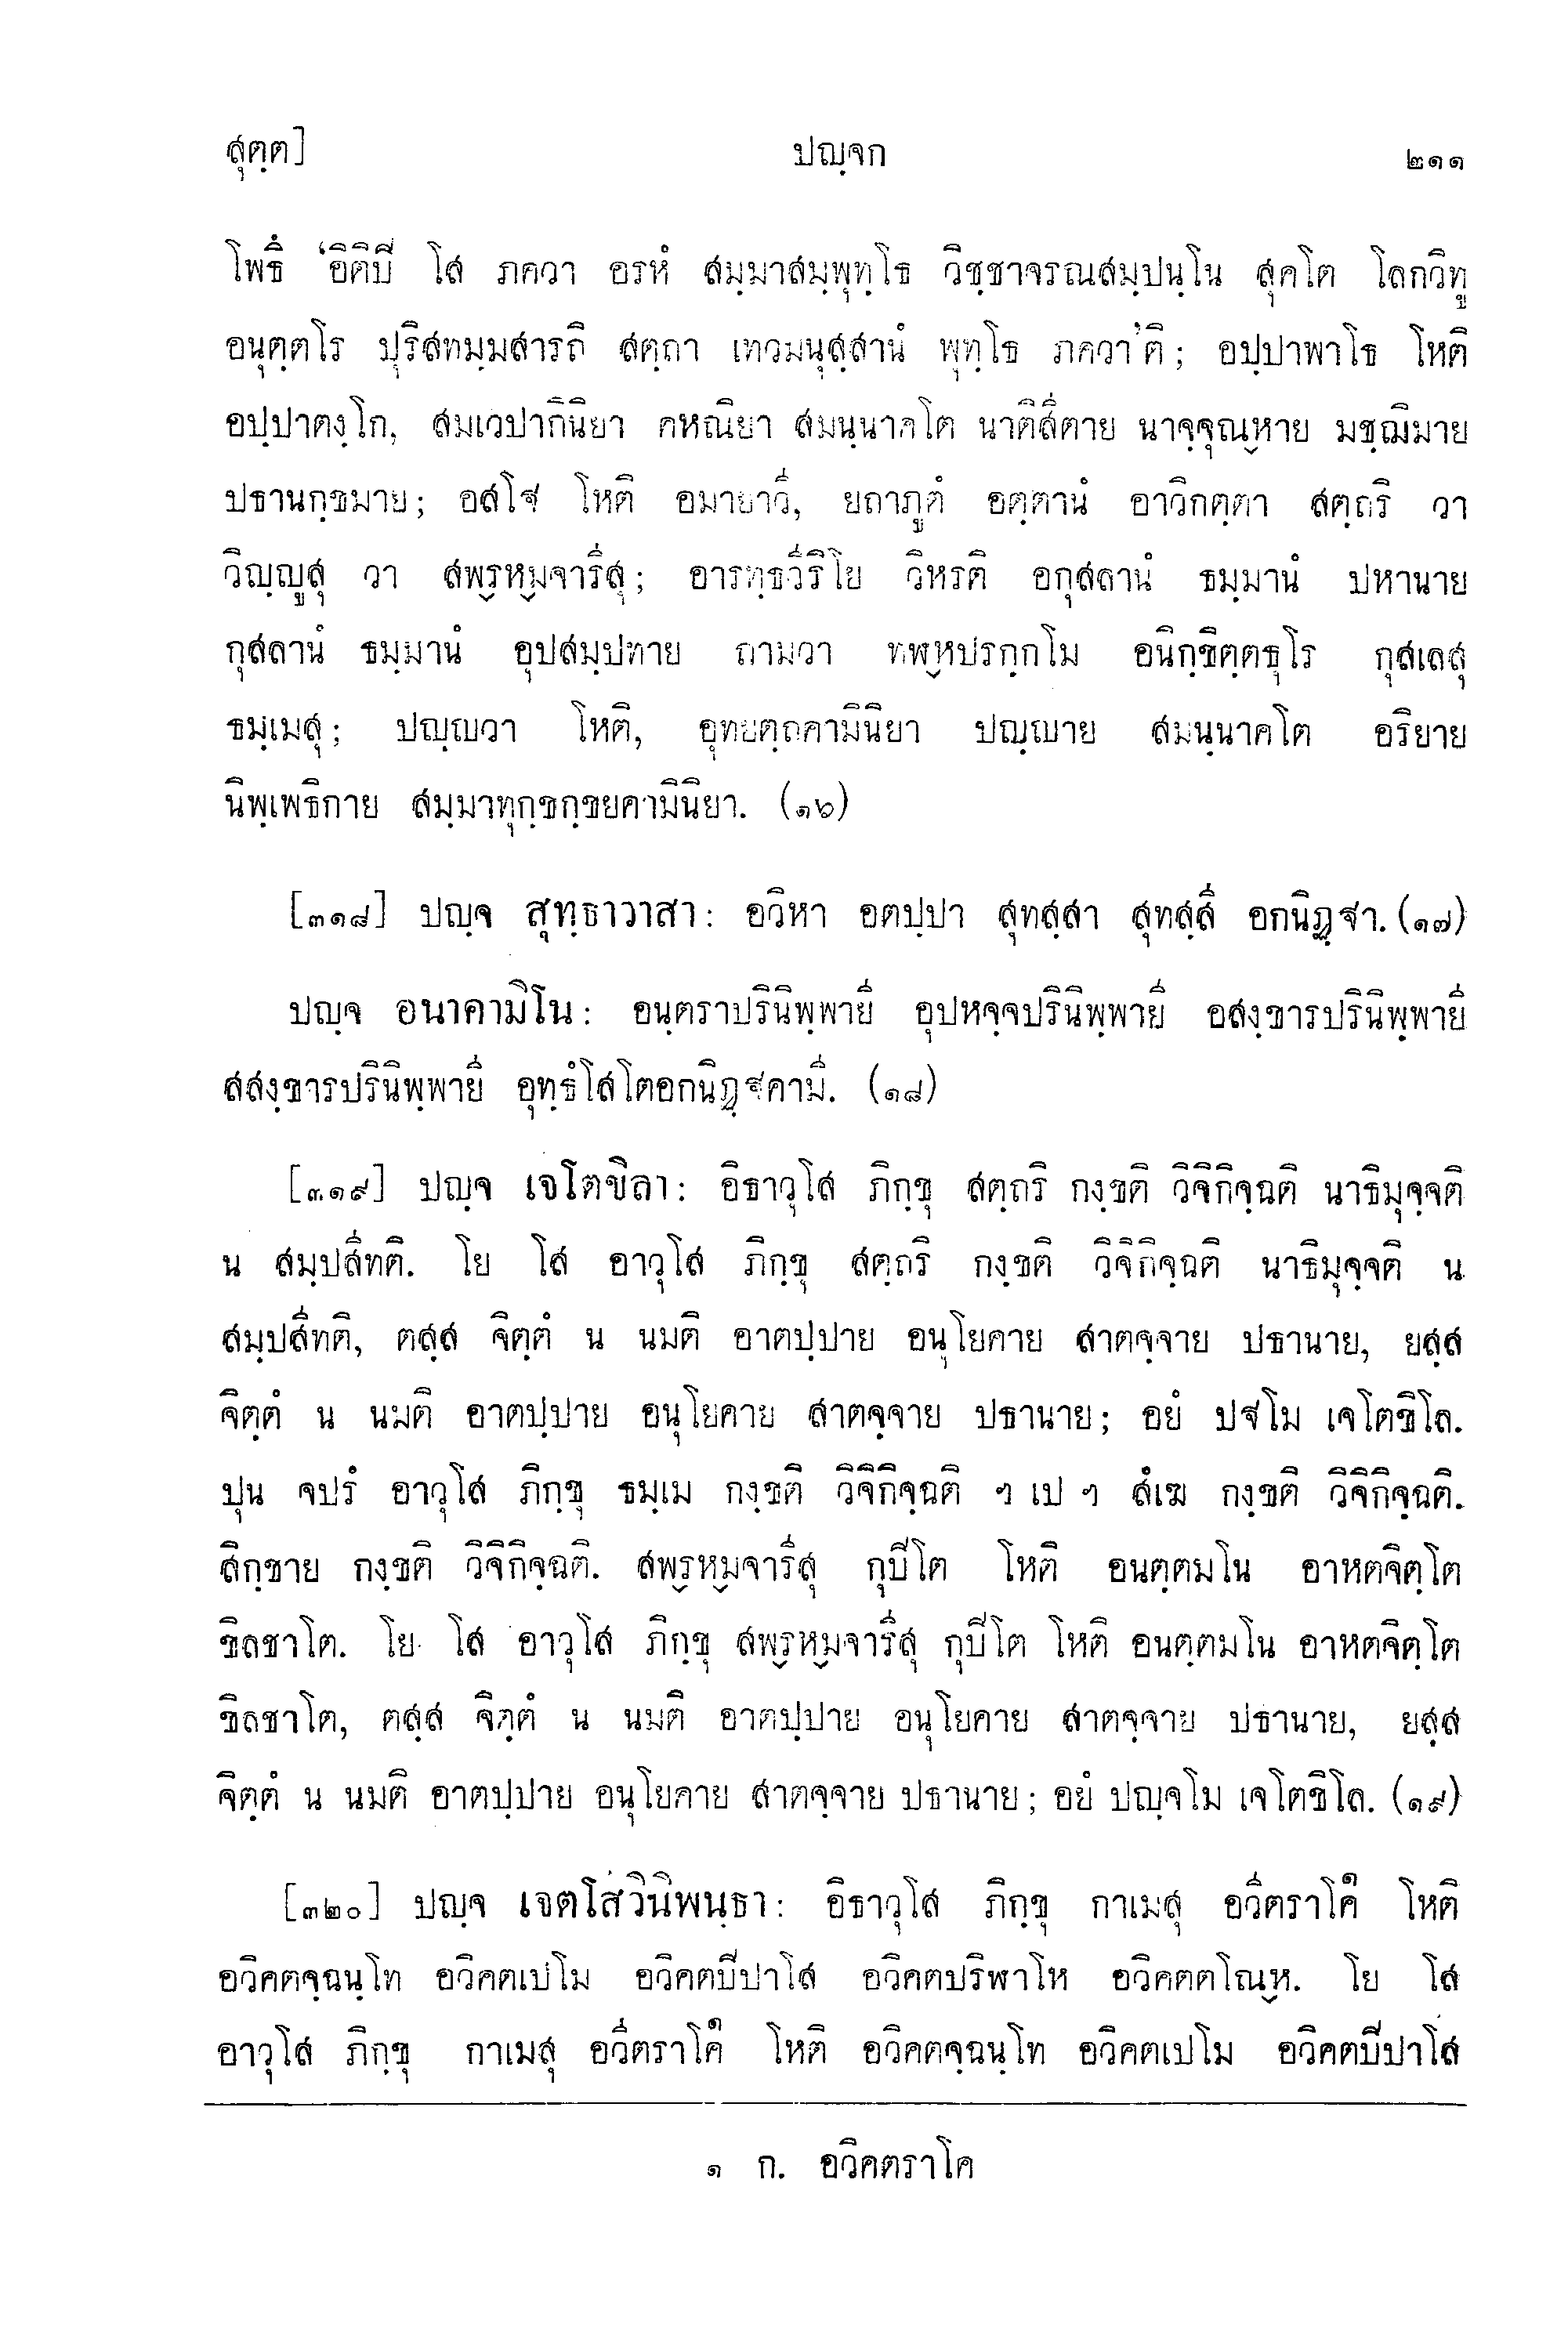 สุตฺต]	ปญฺจก	๒๑๑
โพธึ 'อิติปิ โส ภควา อรหํ สมฺมาสมฺพุทฺโธ วิชฺชาจรณสมฺปนฺโน สุคโต โลกวิทู
อนุตฺตโร ปุริสทมฺมสารถิ สตฺถา เทวมนุสฺสานํ พุทฺโธ ภควา'ติ; อปฺปาพาโธ โหติ
อปฺปาตงฺโก, สมเวปากินิยา คหณิยา สมนฺนาคโต นาติสีตาย นาจฺจุณฺหาย มชฺฌิมาย
ปธานกฺขมาย; อสโฐ โหติ อมายาวี, ยถาภูตํ อตฺตานํ อาวิกตฺตา สตฺถริ วา
วิญฺญูสุ วา สพฺรหฺมจารีสุ; อารทฺธวีริโย วิหรติ อกุสลานํ ธมฺมานํ ปหานาย
กุสลานํ ธมฺมานํ อุปสมฺปทาย ถามวา ทฬฺหปรกฺกโม อนิกฺขิตฺตธุโร กุสเลสุ
ธมฺเมสุ; ปญฺญวา โหติ, อุทยตฺถคามินิยา ปญฺญาย สมนฺนาคโต อริยาย
นิพฺเพธิกาย สมฺมาทุกฺขกฺขยคามินิยา. (๑๖)
[๓๑๘] ปญฺจ สุทฺธาวาสา: อวิหา อตปฺปา สุทสฺสา สุทสฺสี อกนิฏฺฐา. (๑๗)
ปญฺจ อนาคามิโน: อนฺตราปรินิพฺพายี อุปหจฺจปรินิพฺพายี อสงฺขารปรินิพฺพายี
สสงฺขารปรินิพฺพายี อุทฺธํโสโตอกนิฏฺฐคามี. (๑๘)
[๓๑๙] ปญฺจ เจโตขิลา: อิธาวุโส ภิกฺขุ สตฺถริ กงฺขติ วิจิกิจฺฉติ นาธิมุจฺจติ
น สมฺปสีทติ. โย โส อาวุโส ภิกฺขุ สตฺถริ กงฺขติ วิจิกิจฺฉติ นาธิมุจฺจติ น
สมฺปสีทติ, ตสฺส จิตฺตํ น นมติ อาตปฺปาย อนุโยคาย สาตจฺจาย ปธานาย, ยสฺส
จิตฺตํ น นมติ อาตปฺปาย อนุโยคาย สาตจฺจาย ปธานาย; อยํ ปฐโม เจโตขิโล.
ปุน จปรํ อาวุโส ภิกฺขุ ธมฺเม กงฺขติ วิจิกิจฺฉติ ฯ เป ฯ สํเฆ กงฺขติ วิจิกิจฺฉติ.
สิกฺขาย กงฺขติ วิจิกิจฺฉติ. สพฺรหฺมจารีสุ กุปิโต โหติ อนตฺตมโน อาหตจิตฺโต
ขิลชาโต. โย โส อาวุโส ภิกฺขุ สพฺรหฺมจารีสุ กุปิโต โหติ อนตฺตมโน อาหตจิตฺโต
ขิลชาโต, ตสฺส จิตฺตํ น นมติ อาตปฺปาย อนุโยคาย สาตจฺจาย ปธานาย, ยสฺส
จิตฺตํ น นมติ อาตปฺปาย อนุโยคาย สาตจฺจาย ปธานาย; อยํ ปญฺจโม เจโตขิโล. (๑๙)
[๓๒๐] ปญฺจ เจตโสวินิพนฺธา: อิธาวุโส ภิกฺขุ กาเมสุ อวีตราโค๑ โหติ
อวิคตจฺฉนฺโท อวิคตเปโม อวิคตปิปาโส อวิคตปริฬาโห อวิคตตโณฺห. โย โส
อาวุโส ภิกฺขุ กาเมสุ อวีตราโค๑ โหติ อวิคตจฺฉนฺโท อวิคตเปโม อวิคตปิปาโส
๑ ก. อวิคตราโค